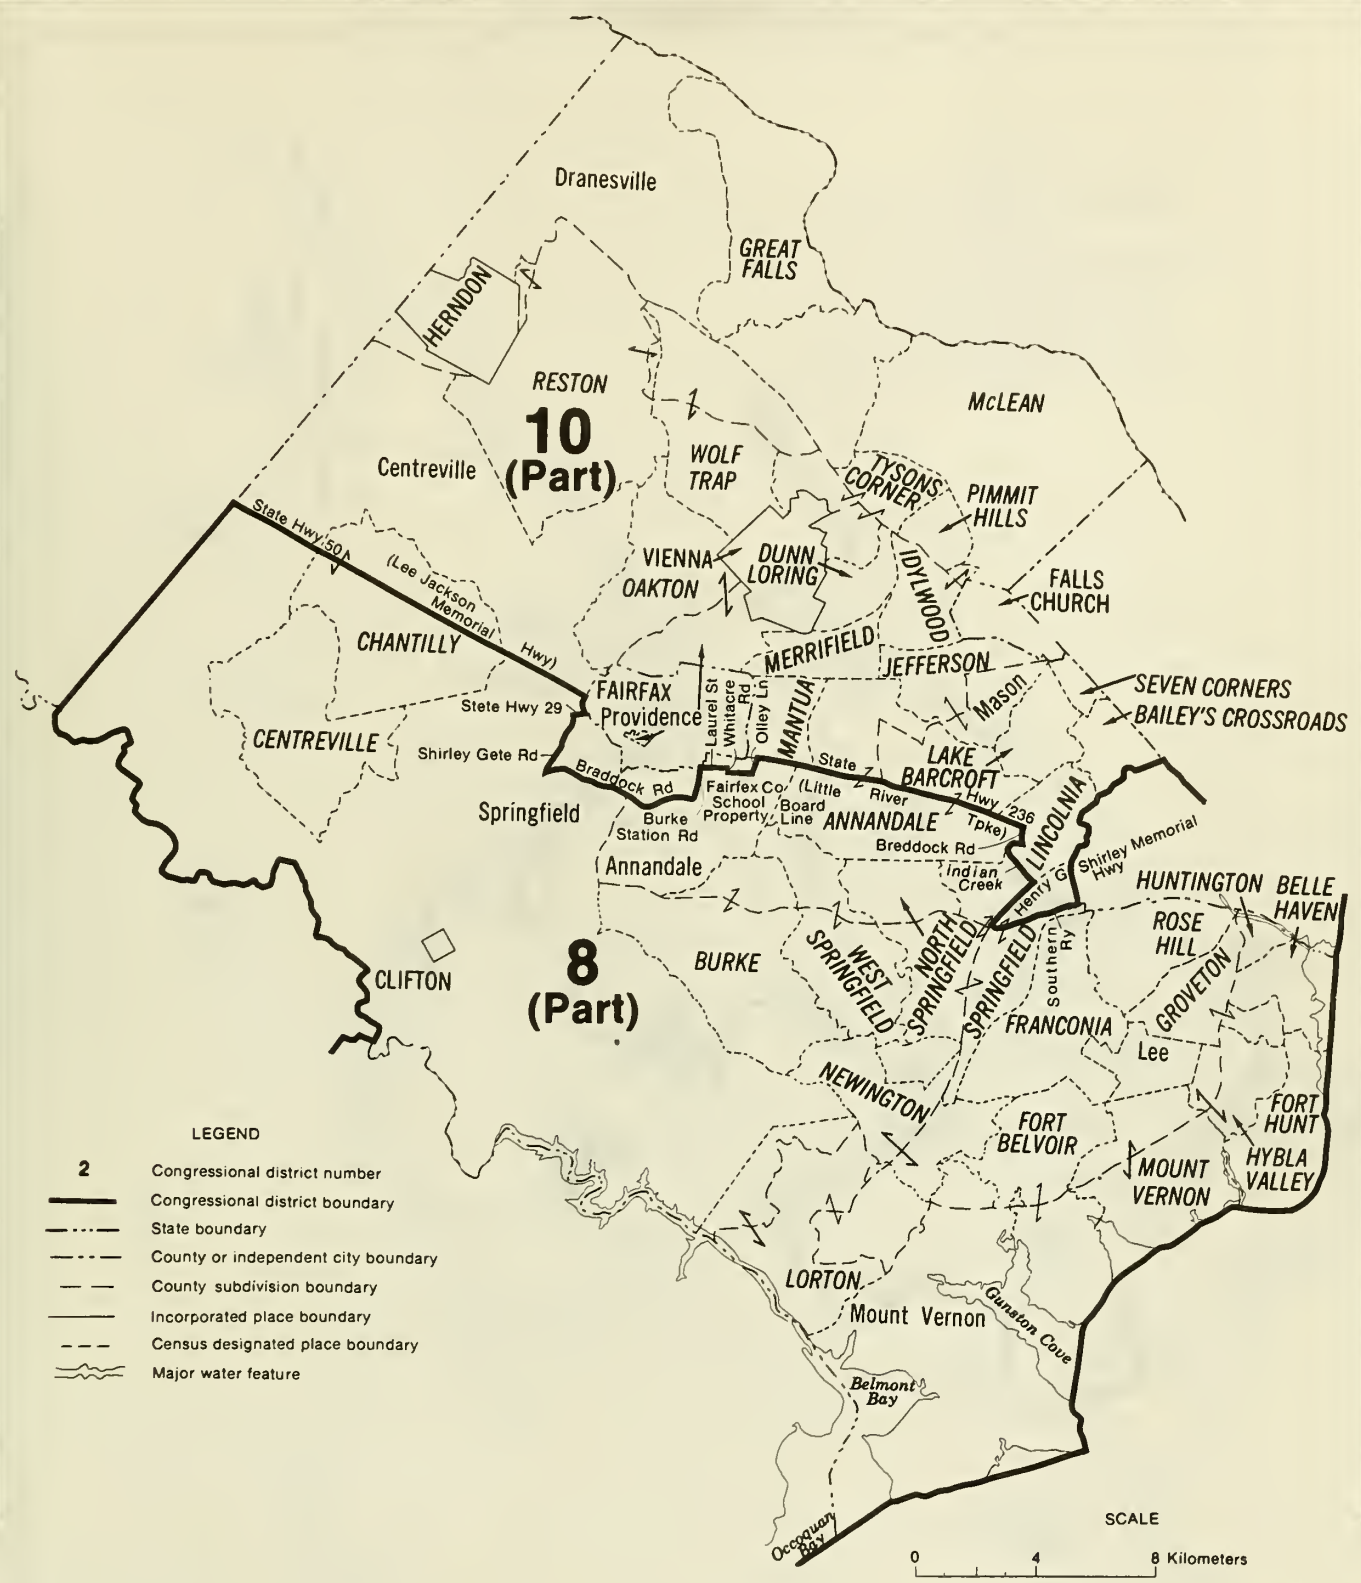 Dranesville
GREAT
FALLS
HERNDON
RESTON
10
(Part)
McLEAN
Centreville
WOLF
TRAP
TYSONS
CORNER
PIMMIT
HILLS
State Hwy 50
(Lee Jackson
Memorial
Hwy)
VIENNA
DUNN
LORING
OAKTON
IDYLWOOD
FALLS
CHURCH
CHANTILLY
MERRIFIELD
JEFFERSON
Mason
SEVEN CORNERS
BAILEY'S CROSSROADS
FAIRFAX
Providence
Laurel St
Whitacre
Rd
Olley Ln
MANTUA
Stete Hwy 29
CENTREVILLE
Shirley Gete Rd
Braddock Rd
LAKE
BARCROFT
State
(Little
River
Hwy 236
Tpke)
LINCOLNIA
Springfield
Burke
Station Rd
Fairfex Co
School
Property
Board
Line
ANNANDALE
Breddock Rd
Annandale
Indian
Creek
Henry G
Shirley Memorial
Hwy
HUNTINGTON
BELLE
HAVEN
ROSE
HILL
CLIFTON
8
(Part)
BURKE
WEST
SPRINGFIELD
NORTH
SPRINGFIELD
SPRINGFIELD
Southern
Ry
GROVETON
FRANCONIA
Lee
NEWINGTON
FORT
BELVOIR
FORT
HUNT
MOUNT
VERNON
HYBLA
VALLEY
LORTON
Mount Vernon
Gunston Cove
Belmont
Bay
Occoquan
Bay
LEGEND
2 Congressional district number
Congressional district boundary
State boundary
County or independent city boundary
County subdivision boundary
Incorporated place boundary
Census designated place boundary
Major water feature
SCALE
0 4 8 Kilometers